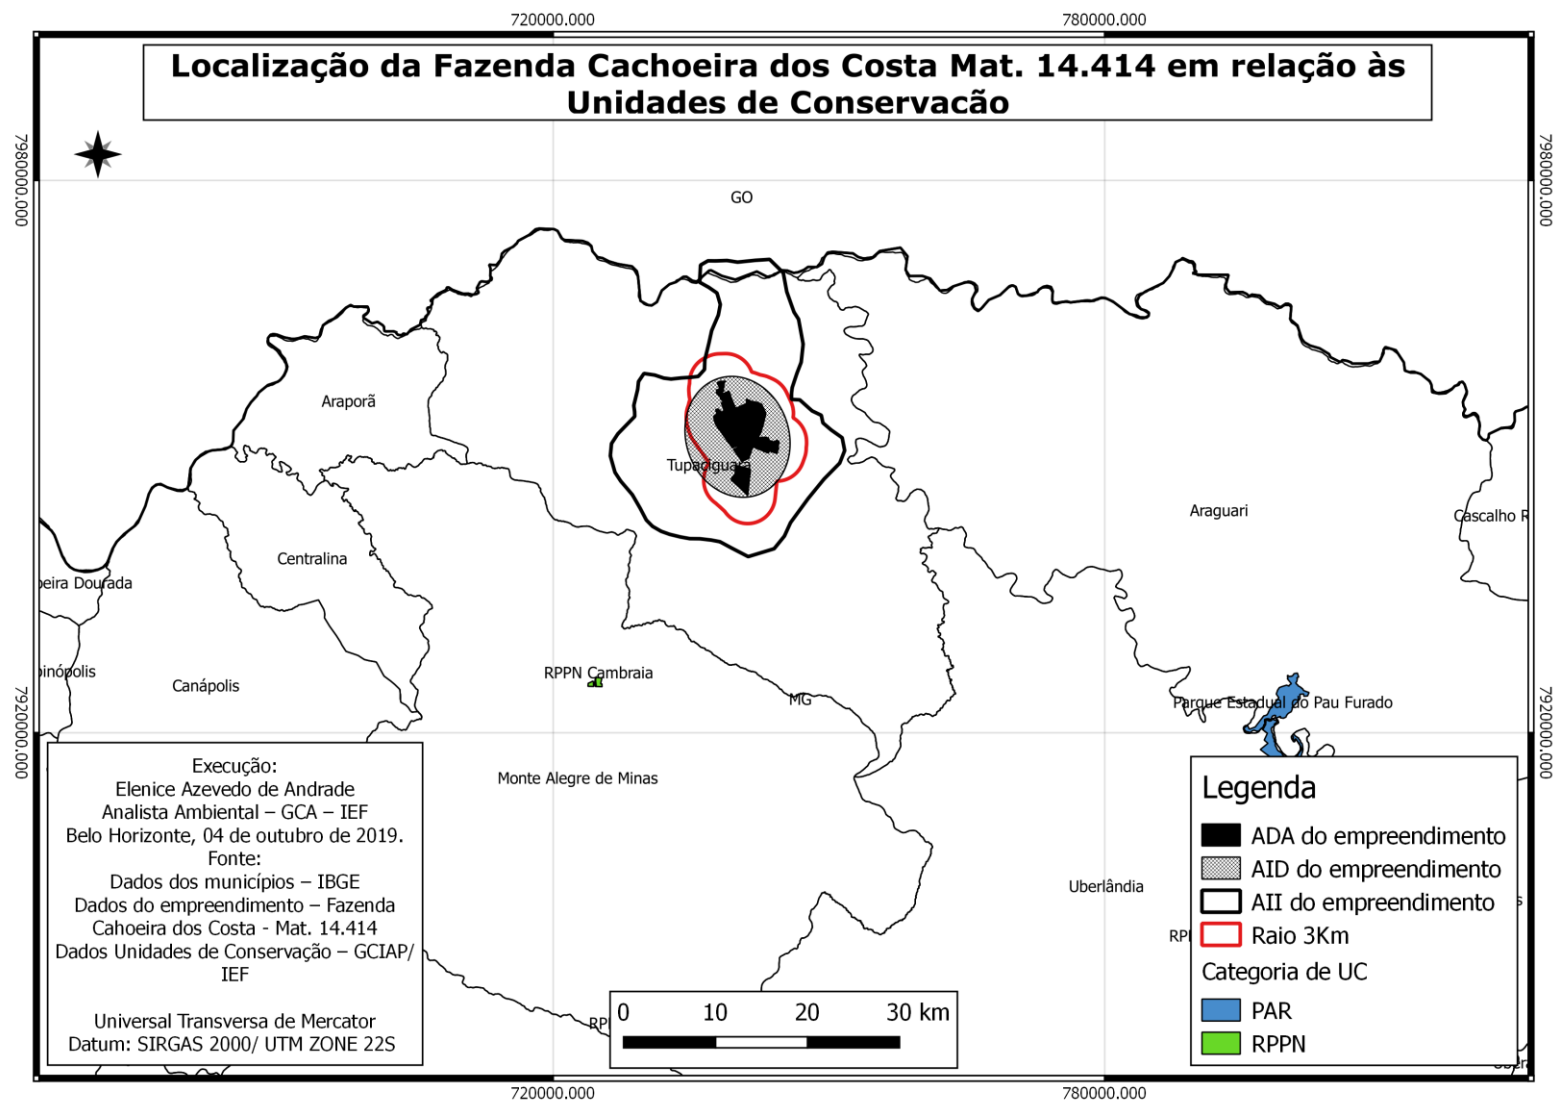 720000.000
780000.000
Localização da Fazenda Cachoeira dos Costa Mat. 14.414 em relação às
Unidades de Conservacão
7980000.000
7980000.000
GO
Araporã
Tupaciguara
Araguari
Cascalho R
Centralina
eira Dourada
RPPN Cambraia
inópolis
Canápolis
MG
Parque Estadual do Pau Furado
7920000.000
7920000.000
Monte Alegre de Minas
Uberlândia
Execução:
Elenice Azevedo de Andrade
Analista Ambiental – GCA – IEF
Belo Horizonte, 04 de outubro de 2019.
Fonte:
Dados dos municípios – IBGE
Dados do empreendimento – Fazenda
Cahoeira dos Costa - Mat. 14.414
Dados Unidades de Conservação – GCIAP/
IEF
Universal Transversa de Mercator
Datum: SIRGAS 2000/ UTM ZONE 22S
0 10 20 30 km
Legenda
ADA do empreendimento
AID do empreendimento
AII do empreendimento
Raio 3Km
Categoria de UC
PAR
RPPN
720000.000
780000.000